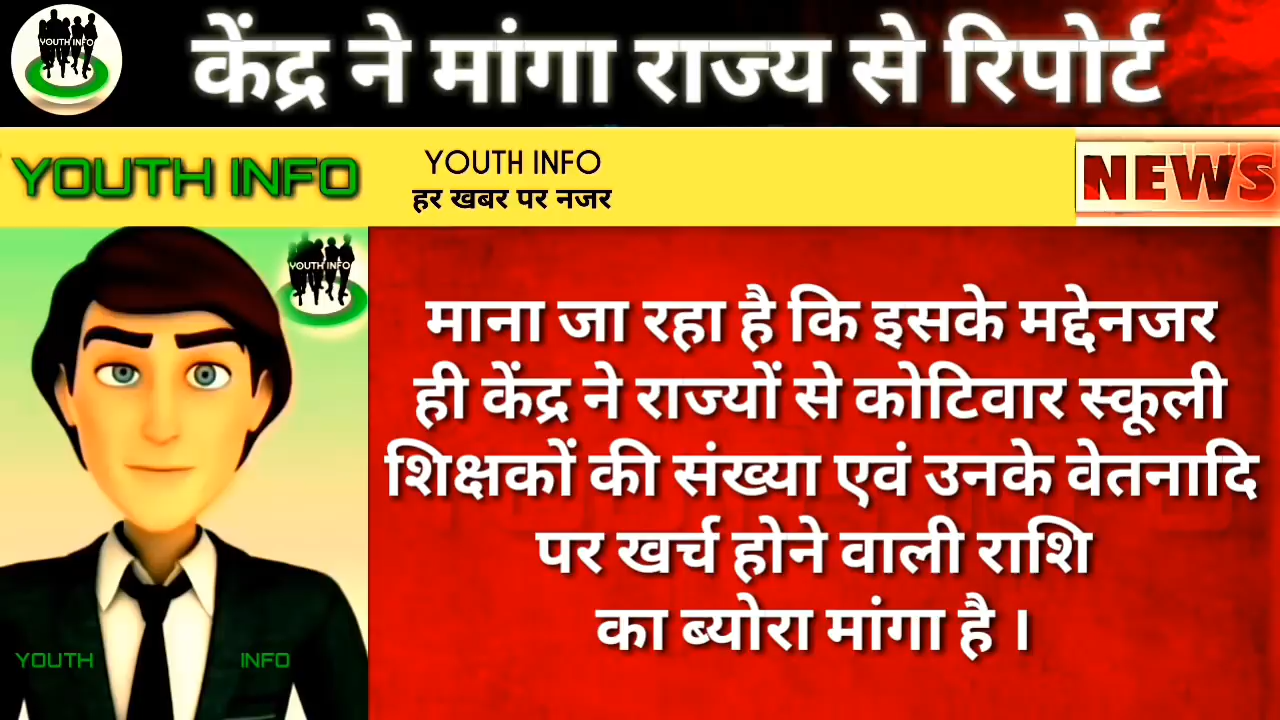 YOUTH INFO
केंद्र ने मांगा राज्य से रिपोर्ट
YOUTH INFO
YOUTH INFO
हर खबर पर नजर
NEWS
YOUTH INFO
माना जा रहा है कि इसके मद्देनजर
ही केंद्र ने राज्यों से कोटिवार स्कूली
शिक्षकों की संख्या एवं उनके वेतनादि
पर खर्च होने वाली राशि
का ब्योरा मांगा है ।
YOUTH INFO